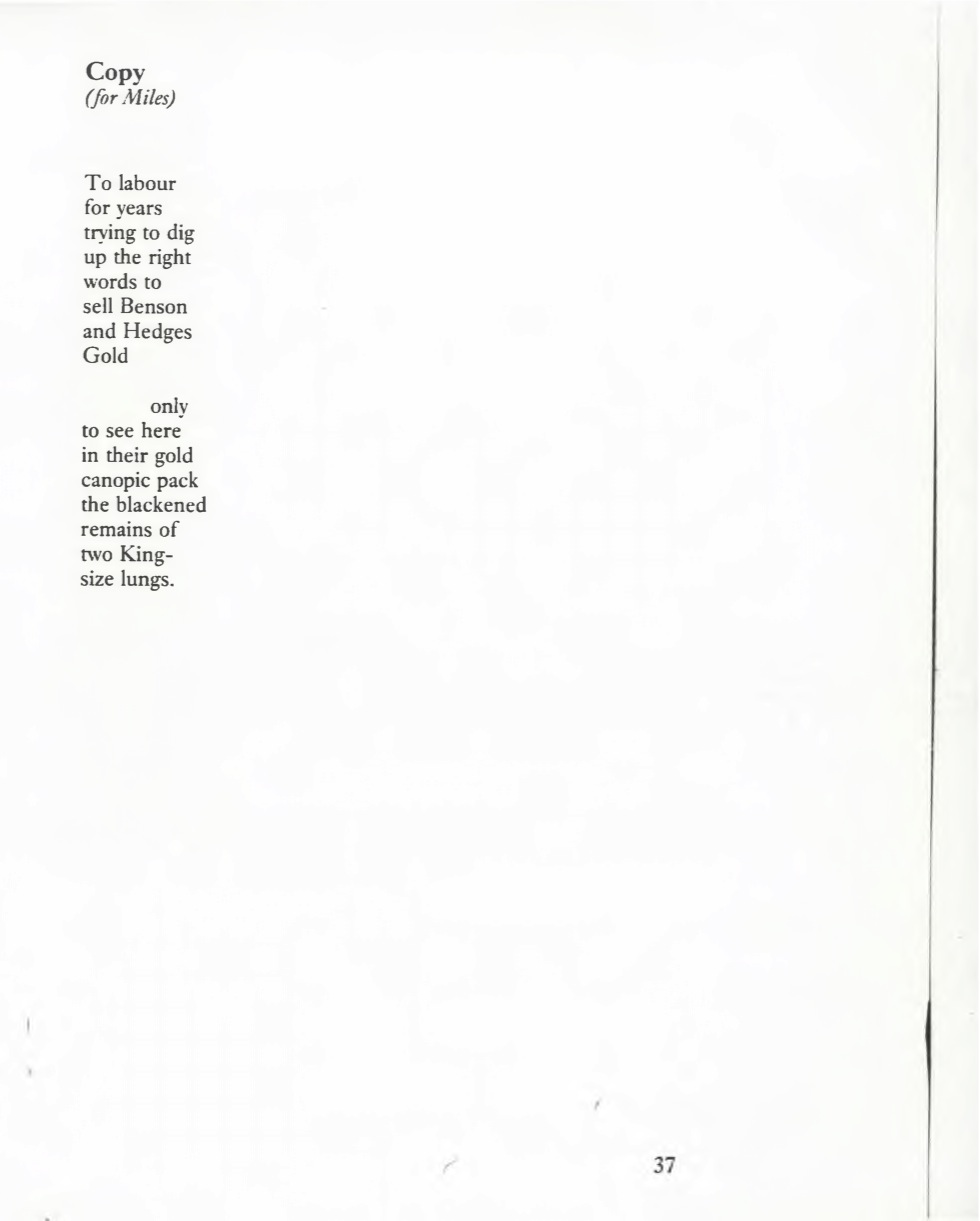 Copy
(for Miles)
To labour
for years
trying to dig
up the right
words to
sell Benson
and Hedges
Gold
only
to see here
in their gold
canopic pack
the blackened
remains of
two King-
size lungs.
37